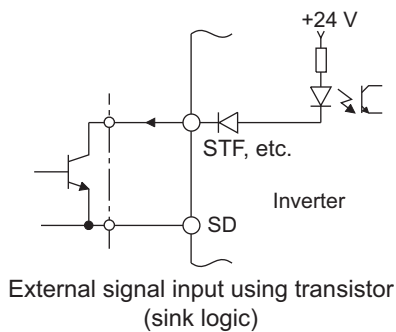 +24 V
STF, etc.
Inverter
SD
External signal input using transistor
(sink logic)